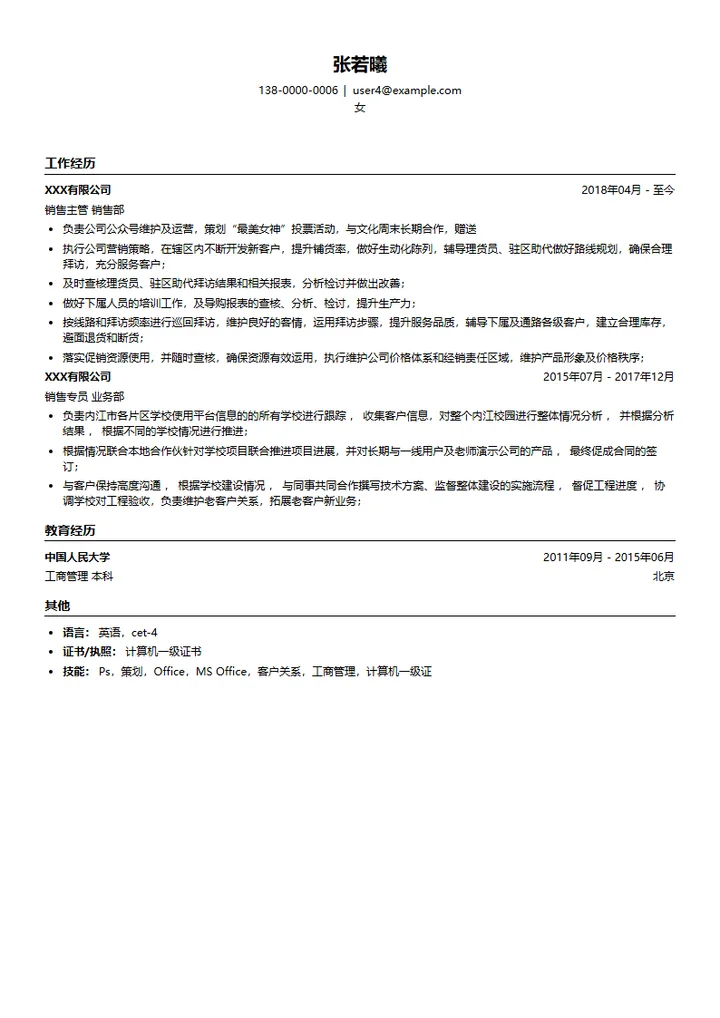 张若曦
138-0000-0006 | user4@example.com
女
工作经历
XXX有限公司 2018年04月 - 至今
销售主管 销售部
• 负责公司公众号维护及运营，策划“最美女神”投票活动，与文化周末长期合作，赠送
• 执行公司营销策略，在辖区内不断开发新客户，提升铺货率，做好生动化陈列，辅导理货员、驻区助代做好路线规划，确保合理
拜访，充分服务客户；
• 及时查核理货员、驻区助代拜访结果和相关报表，分析检讨并做出改善；
• 做好下属人员的培训工作，及导购报表的查核、分析、检讨，提升生产力；
• 按线路和拜访频率进行巡回拜访，维护良好的客情，运用拜访步骤，提升服务品质，辅导下属及通路各级客户，建立合理库存，
避面退货和断货；
• 落实促销资源使用，并随时查核，确保资源有效运用，执行维护公司价格体系和经销责任区域，维护产品形象及价格秩序；
XXX有限公司 2015年07月 - 2017年12月
销售专员 业务部
• 负责内江市各片区学校使用平台信息的的所有学校进行跟踪 ， 收集客户信息，对整个内江校园进行整体情况分析 ， 并根据分析
结果 ， 根据不同的学校情况进行推进；
• 根据情况联合本地合作伙针对学校项目联合推进项目进展，并对长期与一线用户及老师演示公司的产品 ， 最终促成合同的签
订；
• 与客户保持高度沟通 ， 根据学校建设情况 ， 与同事共同合作撰写技术方案、监督整体建设的实施流程 ， 督促工程进度 ， 协
调学校对工程验收，负责维护老客户关系，拓展老客户新业务；
教育经历
中国人民大学 2011年09月 - 2015年06月
工商管理 本科 北京
其他
• 语言： 英语，cet-4
• 证书/执照： 计算机一级证书
• 技能： Ps，策划，Office，MS Office，客户关系，工商管理，计算机一级证